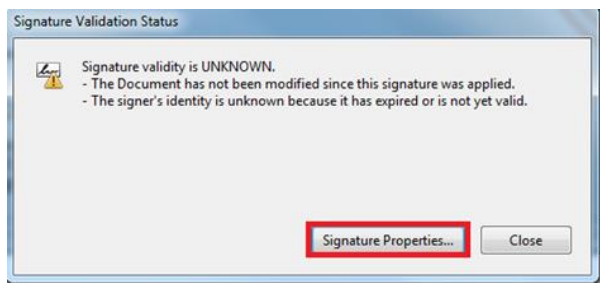 Signature Validation Status
Signature validity is UNKNOWN.
- The Document has not been modified since this signature was applied.
- The signer's identity is unknown because it has expired or is not yet valid.
Signature Properties...
Close